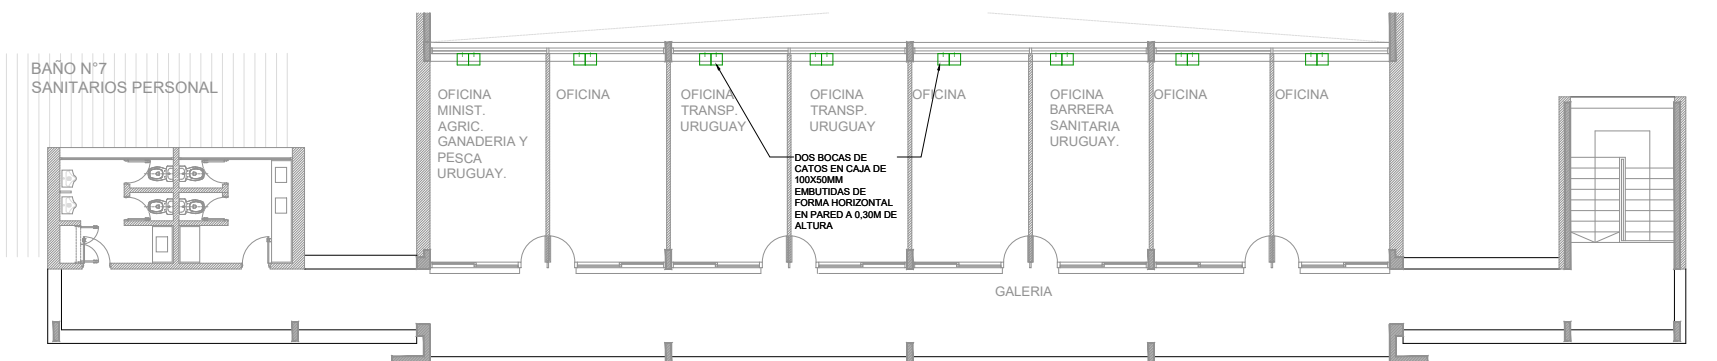 BAÑO N°7
SANITARIOS PERSONAL
OFICINA
MINIST.
AGRIC.
GANADERIA Y
PESCA
URUGUAY.
OFICINA
OFICINA
TRANSP.
URUGUAY
OFICINA
TRANSP.
URUGUAY
OFICINA
OFICINA
BARRERA
SANITARIA
URUGUAY.
OFICINA
OFICINA
DOS BOCAS DE
CATOS EN CAJA DE
100X50MM
EMBUTIDAS DE
FORMA HORIZONTAL
EN PARED A 0,30M DE
ALTURA
GALERIA